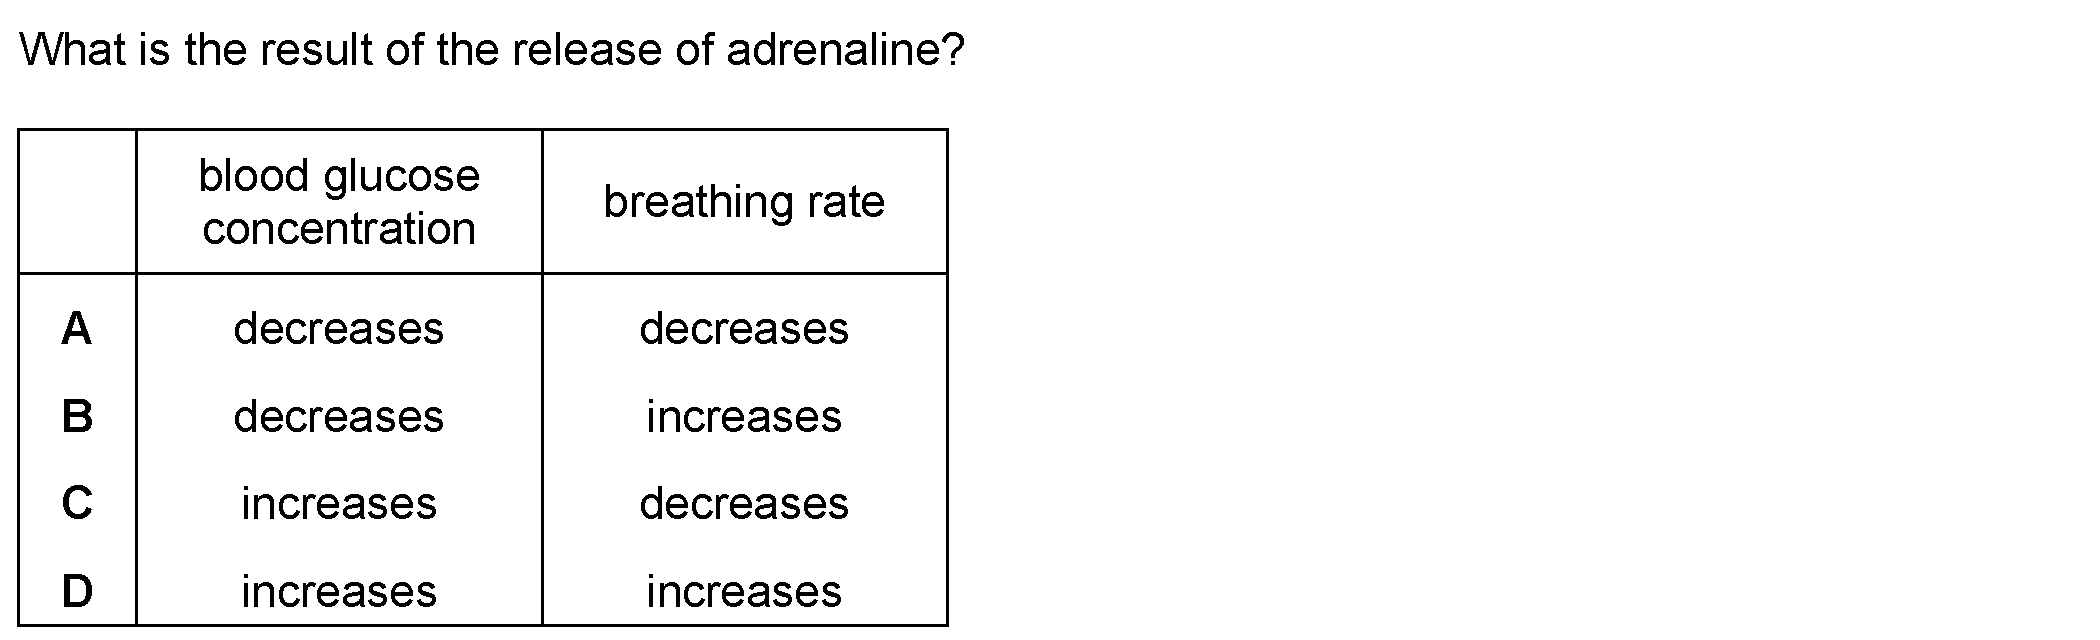 What is the result of the release of adrenaline?
blood glucose
concentration
breathing rate
A decreases decreases
B decreases increases
C increases decreases
D increases increases